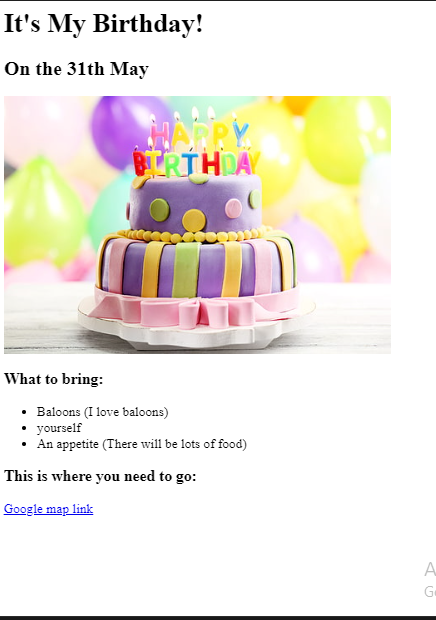 It's My Birthday!
On the 31th May
HAPPY
BIRTHDAY
What to bring:
Baloons (I love baloons)
yourself
An appetite (There will be lots of food)
This is where you need to go:
Google map link